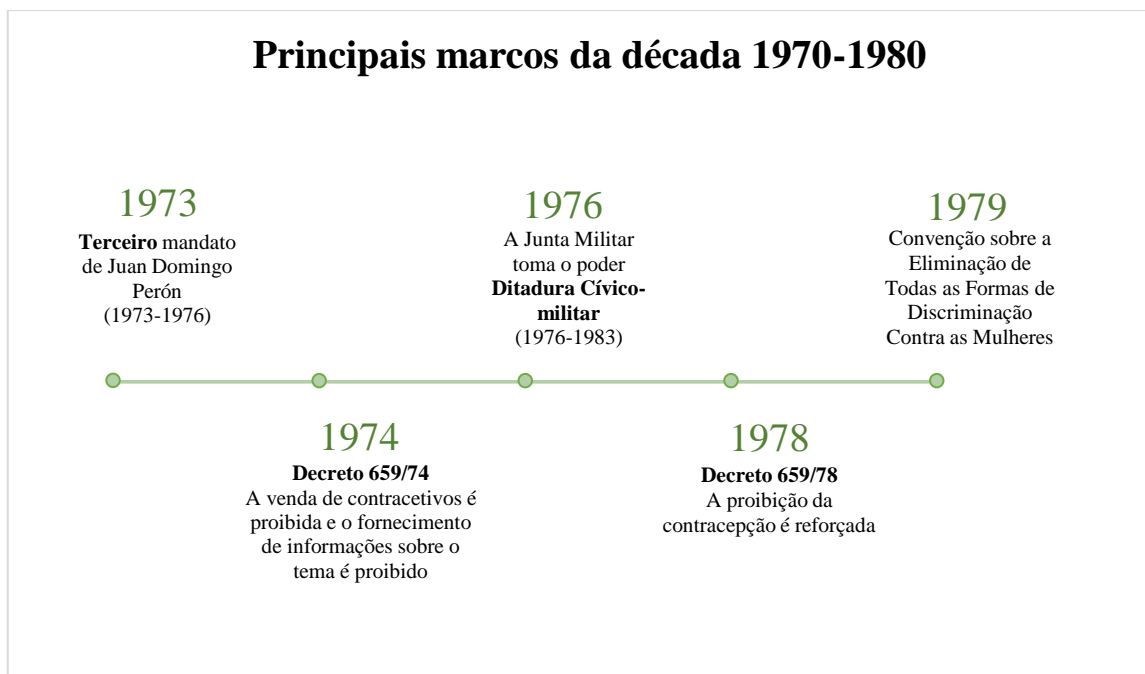 Principais marcos da década 1970-1980
1973
Terceiro mandato
de Juan Domingo
Perón
(1973-1976)
1976
A Junta Militar
toma o poder
Ditadura Cívico-
militar
(1976-1983)
1979
Convenção sobre a
Eliminação de
Todas as Formas de
Discriminação
Contra as Mulheres
1974
Decreto 659/74
A venda de contracetivos é
proibida e o fornecimento
de informações sobre o
tema é proibido
1978
Decreto 659/78
A proibição da
contracepção é reforçada